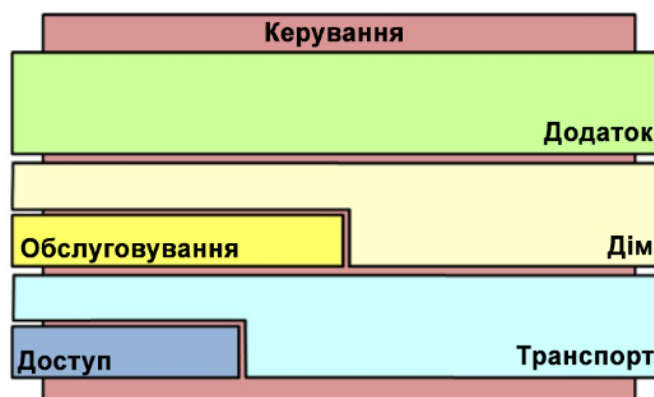 Керування
Додаток
Обслуговування
Дім
Доступ
Транспорт